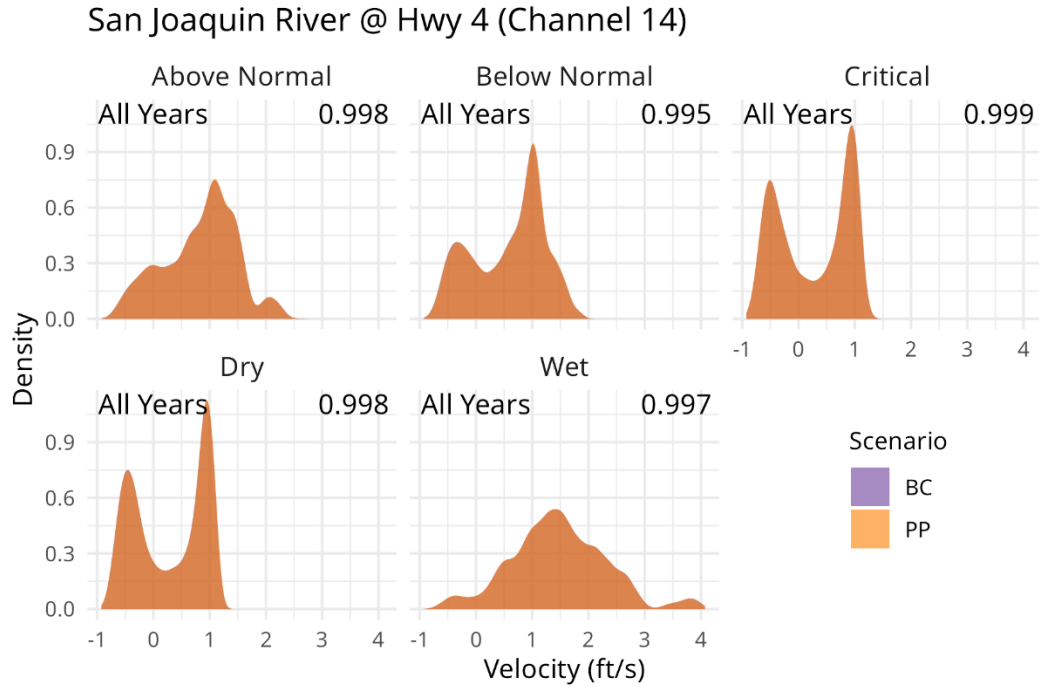 San Joaquin River @ Hwy 4 (Channel 14)
Above Normal
Below Normal
Critical
All Years 0.998
All Years 0.995
All Years 0.999
0.9
0.6
0.3
0.0
-1 0 1 2 3 4
Density
Dry
Wet
All Years 0.998
All Years 0.997
0.9
0.6
0.3
0.0
-1 0 1 2 3 4
-1 0 1 2 3 4
Velocity (ft/s)
Scenario
BC
PP